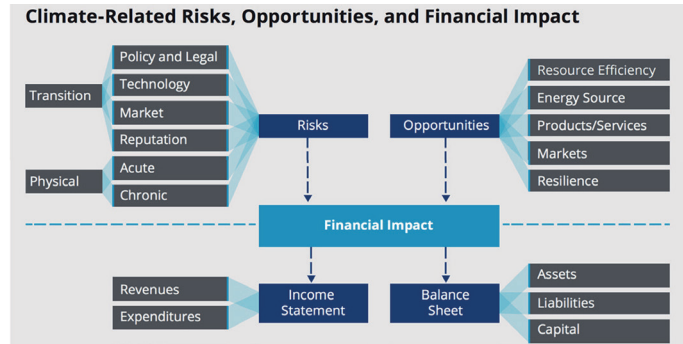 Climate-Related Risks, Opportunities, and Financial Impact
Transition
Policy and Legal
Technology
Market
Reputation
Physical
Acute
Chronic
Risks
Opportunities
Resource Efficiency
Energy Source
Products/Services
Markets
Resilience
Financial Impact
Revenues
Expenditures
Income
Statement
Balance
Sheet
Assets
Liabilities
Capital